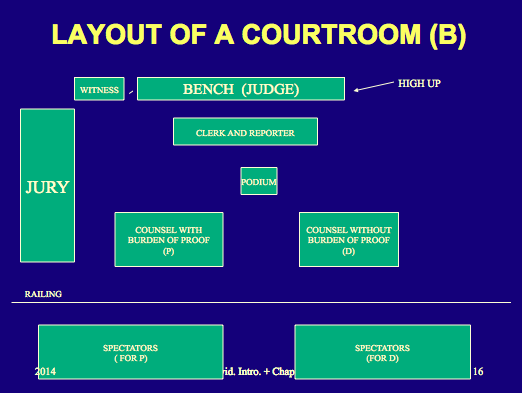 LAYOUT OF A COURTROOM (B)
WITNESS
BENCH (JUDGE)
HIGH UP
CLERK AND REPORTER
JURY
PODIUM
COUNSEL WITH
BURDEN OF PROOF
(P)
COUNSEL WITHOUT
BURDEN OF PROOF
(D)
RAILING
SPECTATORS
( FOR P)
SPECTATORS
(FOR D)
2014
Intro. + Chap
16